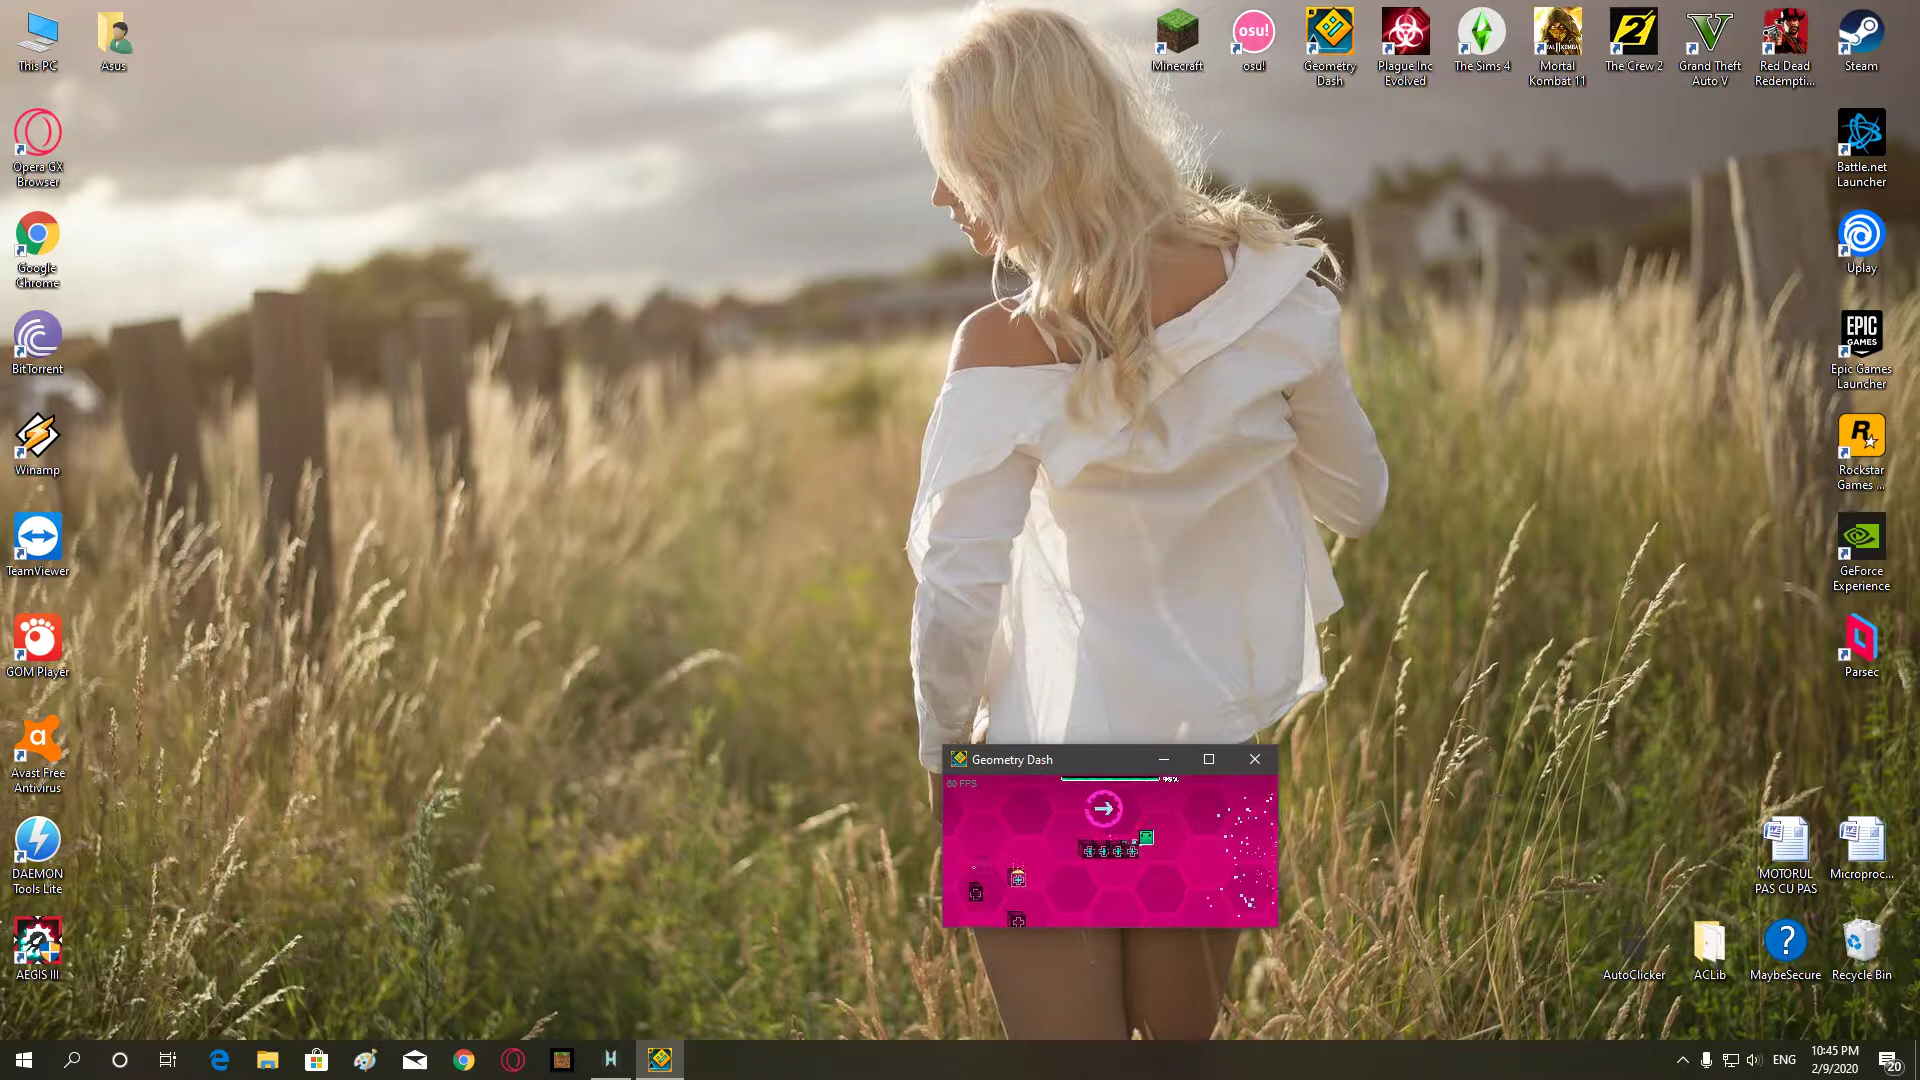 This PC
Asus
Minecraft
osu!
osu!
Geometry
Dash
Plague Inc
Evolved
The Sims 4
Mortal
Kombat 11
The Crew 2
Grand Theft
Auto V
Red Dead
Redempti...
Steam
Opera GX
Browser
Battle.net
Launcher
Google
Chrome
Uplay
BitTorrent
EPIC
GAMES
Epic Games
Launcher
Winamp
Rockstar
Games ...
TeamViewer
GeForce
Experience
GOM Player
Parsec
Avast Free
Antivirus
Geometry Dash
60 FPS
DAEMON
Tools Lite
MOTORUL
PAS CU PAS
Microproc...
AEGIS III
AutoClicker
ACLib
MaybeSecure
Recycle Bin
ENG
10:45 PM
2/9/2020
20